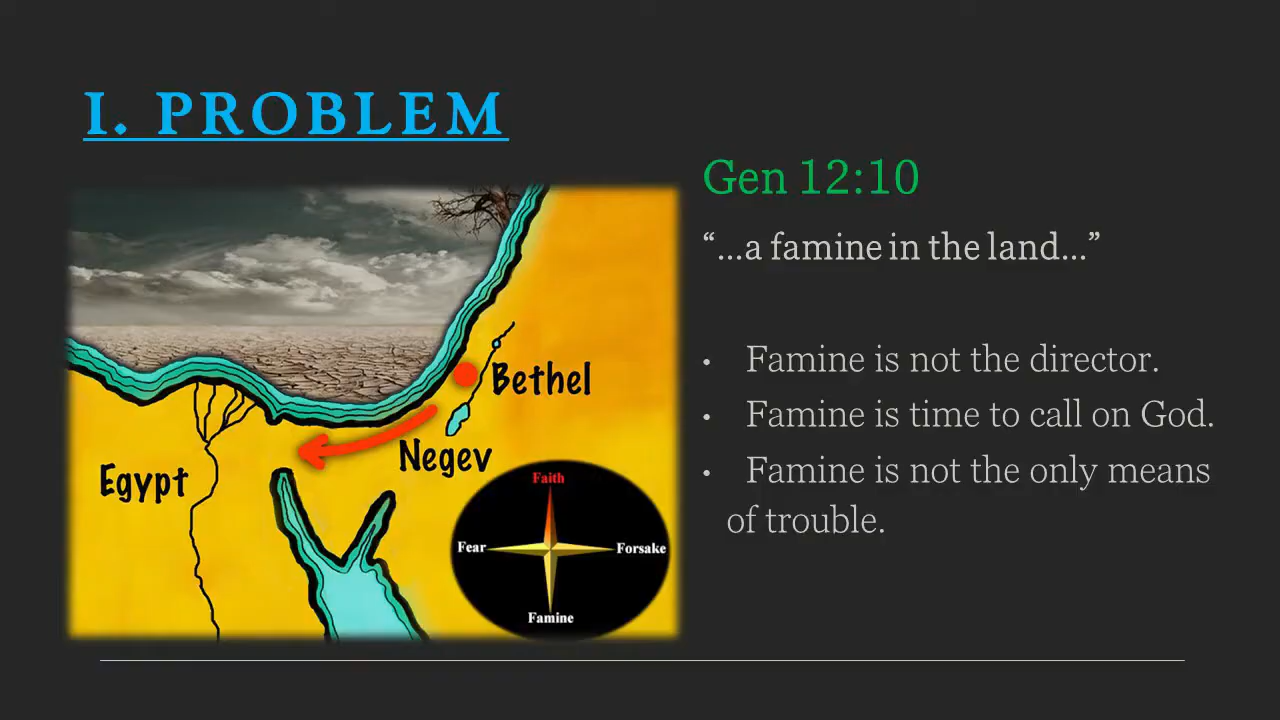 I. PROBLEM
Gen 12:10
“...a famine in the land...”
• Famine is not the director.
• Famine is time to call on God.
• Famine is not the only means
of trouble.
Bethel
Negev
Egypt
Faith
Fear
Forsake
Famine